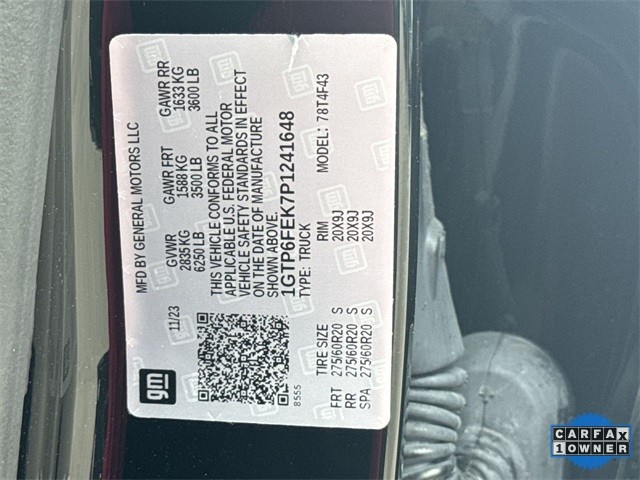 gm
MFD BY GENERAL MOTORS LLC
11/23
GVWR GAWR FRT GAWR RR
2835 KG 1588 KG 1633 KG
6250 LB 3500 LB 3600 LB
THIS VEHICLE CONFORMS TO ALL
APPLICABLE U.S. FEDERAL MOTOR
VEHICLE SAFETY STANDARDS IN EFFECT
ON THE DATE OF MANUFACTURE
SHOWN ABOVE.
1GTP6FEK7P1241648
8555 TYPE: TRUCK MODEL: 78T4F43
TIRE SIZE RIM
FRT 275/60R20 S 20X9J
RR 275/60R20 S 20X9J
SPA 275/60R20 S 20X9J
CARFAX
1 OWNER